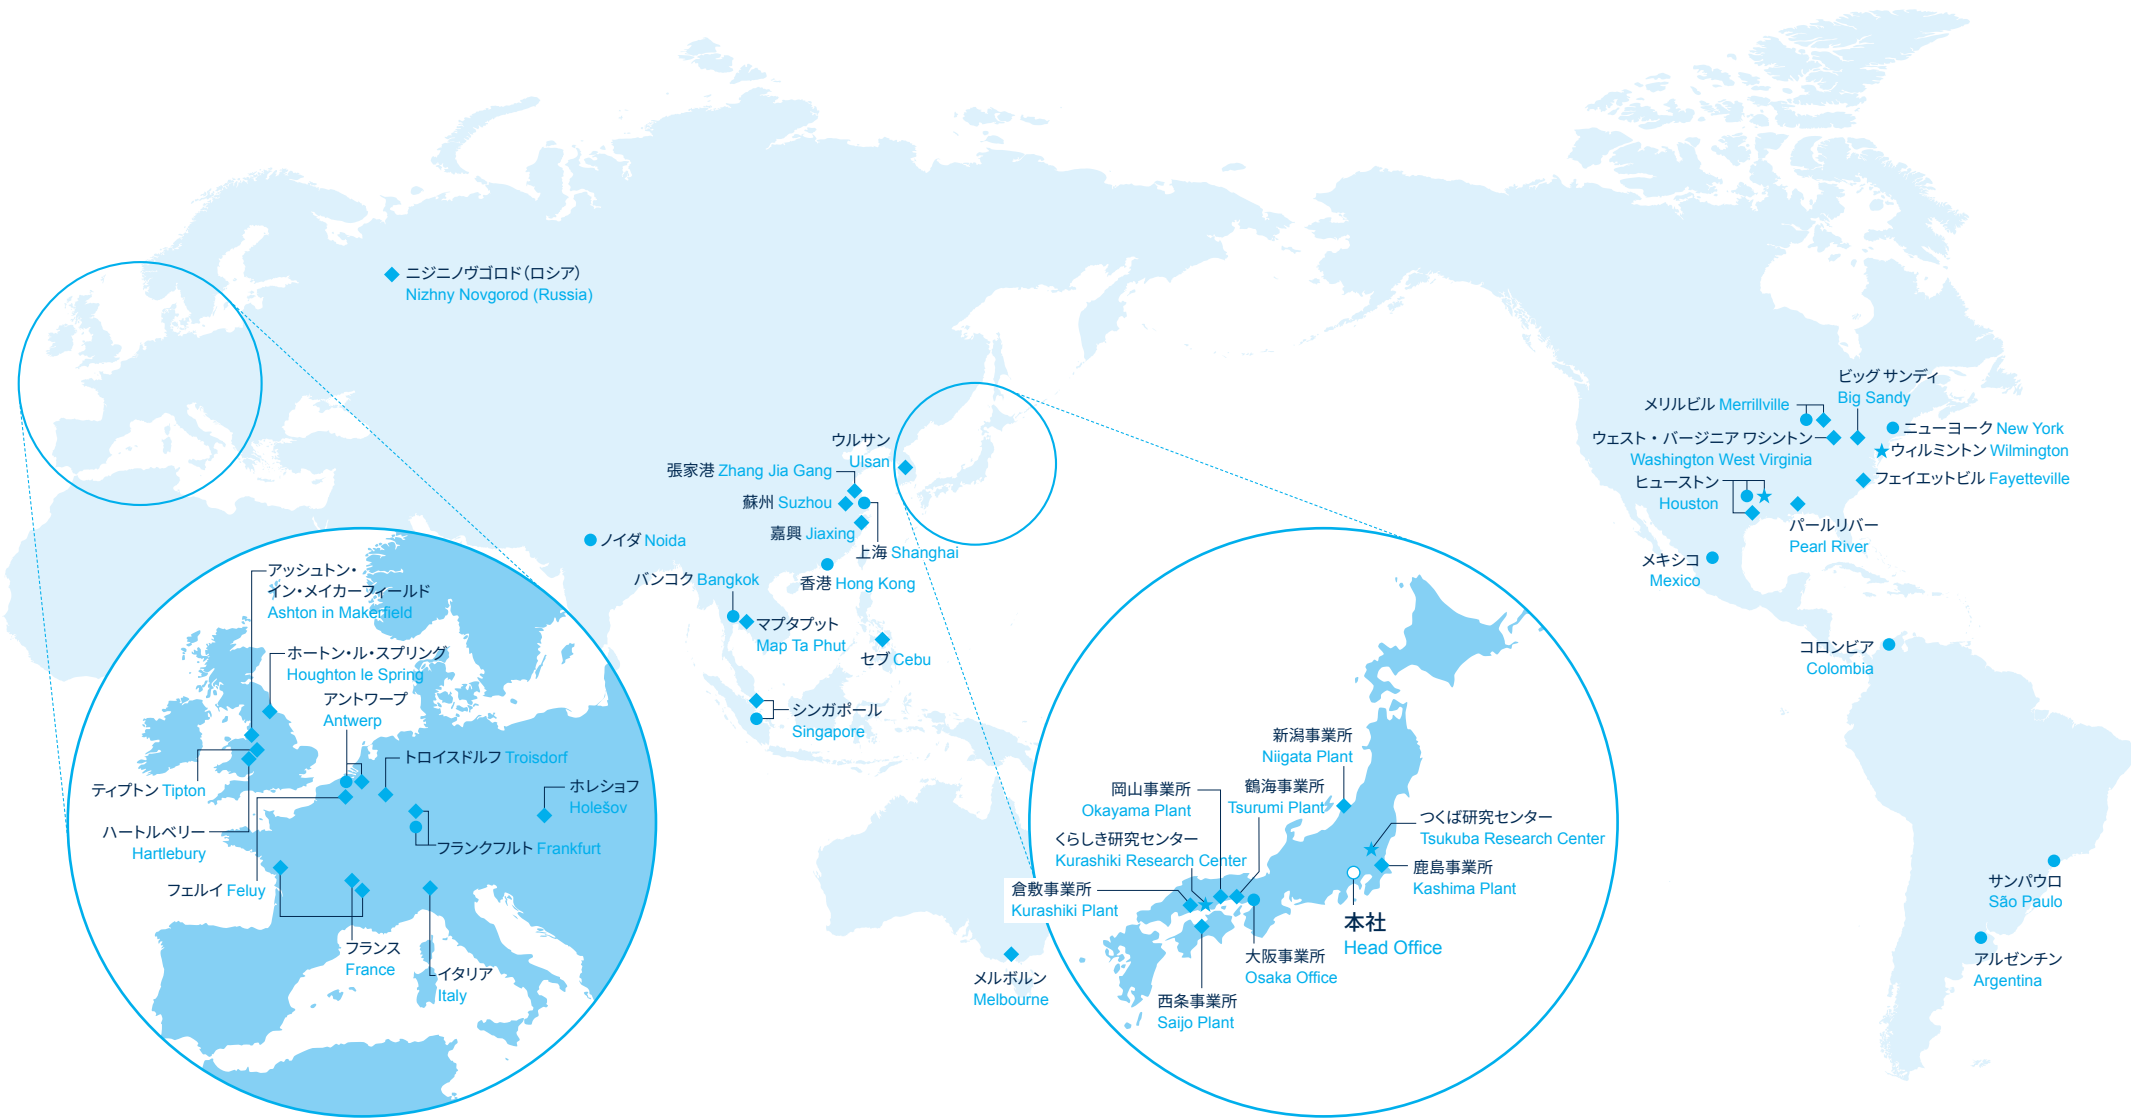 ニジニノヴゴロド(ロシア)
Nizhny Novgorod (Russia)
ウルサン
Ulsan
張家港 Zhang Jia Gang
蘇州 Suzhou
嘉興 Jiaxing
上海 Shanghai
ノイダ Noida
香港 Hong Kong
バンコク Bangkok
マプタプット
Map Ta Phut
セブ Cebu
シンガポール
Singapore
メルボルン
Melbourne
アッシュトン・
イン・メイカーフィールド
Ashton in Makerfield
ホートン・ル・スプリング
Houghton le Spring
アントワープ
Antwerp
トロイスドルフ Troisdorf
ティプトン Tipton
ホレショフ
Holešov
ハートルベリー
Hartlebury
フランクフルト Frankfurt
フェルイ Feluy
フランス
France
イタリア
Italy
新潟事業所
Niigata Plant
岡山事業所
Okayama Plant
鶴海事業所
Tsurumi Plant
つくば研究センター
Tsukuba Research Center
くらしき研究センター
Kurashiki Research Center
鹿島事業所
Kashima Plant
倉敷事業所
Kurashiki Plant
本社
Head Office
大阪事業所
Osaka Office
西条事業所
Saijo Plant
ビッグ サンディ
Big Sandy
メリルビル Merrillville
ニューヨーク New York
ウェスト・バージニア ワシントン
Washington West Virginia
ウィルミントン Wilmington
ヒューストン
Houston
フェイエットビル Fayetteville
パールリバー
Pearl River
メキシコ
Mexico
コロンビア
Colombia
サンパウロ
São Paulo
アルゼンチン
Argentina